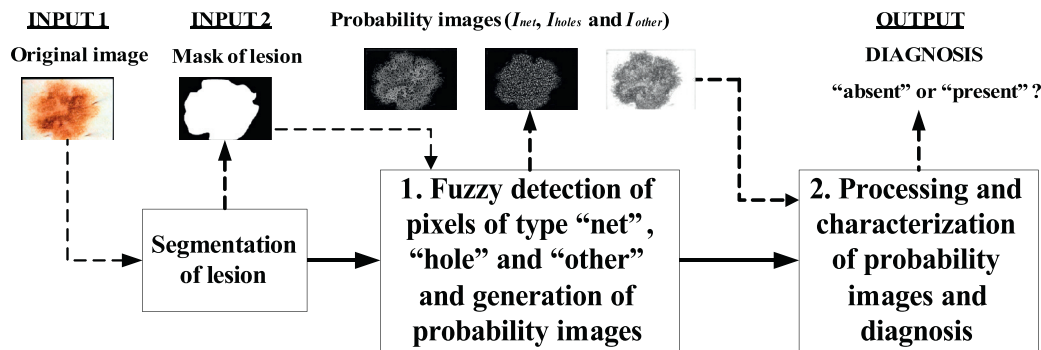 INPUT 1
Original image
INPUT 2
Mask of lesion
Probability images (Inet, Iholes and Iother)
OUTPUT
DIAGNOSIS
“absent” or “present” ?
Segmentation
of lesion
1. Fuzzy detection of
pixels of type “net”,
“hole” and “other”
and generation of
probability images
2. Processing and
characterization
of probability
images and
diagnosis